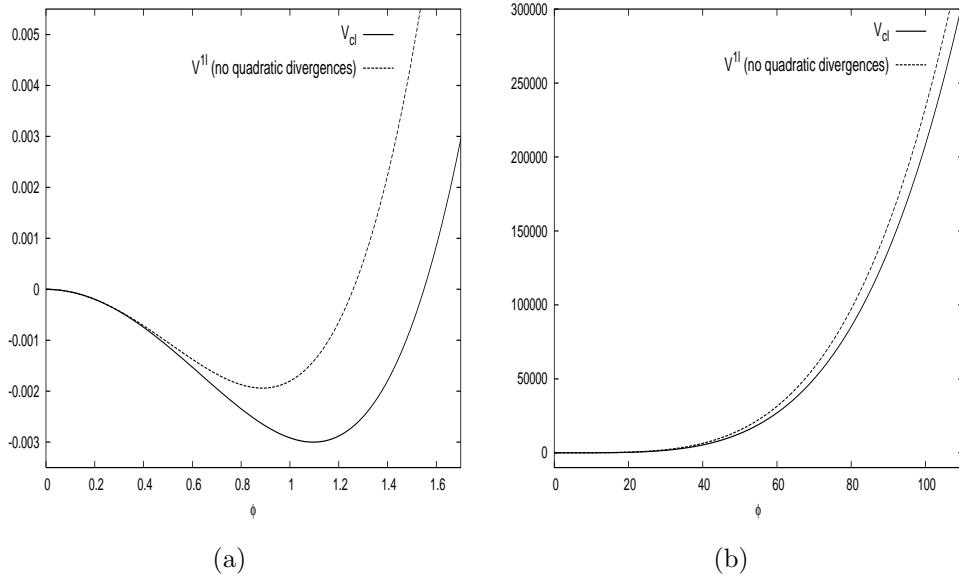 0.005
0.004
0.003
0.002
0.001
0
-0.001
-0.002
-0.003
0 0.2 0.4 0.6 0.8 1 1.2 1.4 1.6
ϕ
V_cl
V^1l (no quadratic divergences)
(a)
300000
250000
200000
150000
100000
50000
0
0 20 40 60 80 100
ϕ
V_cl
V^1l (no quadratic divergences)
(b)